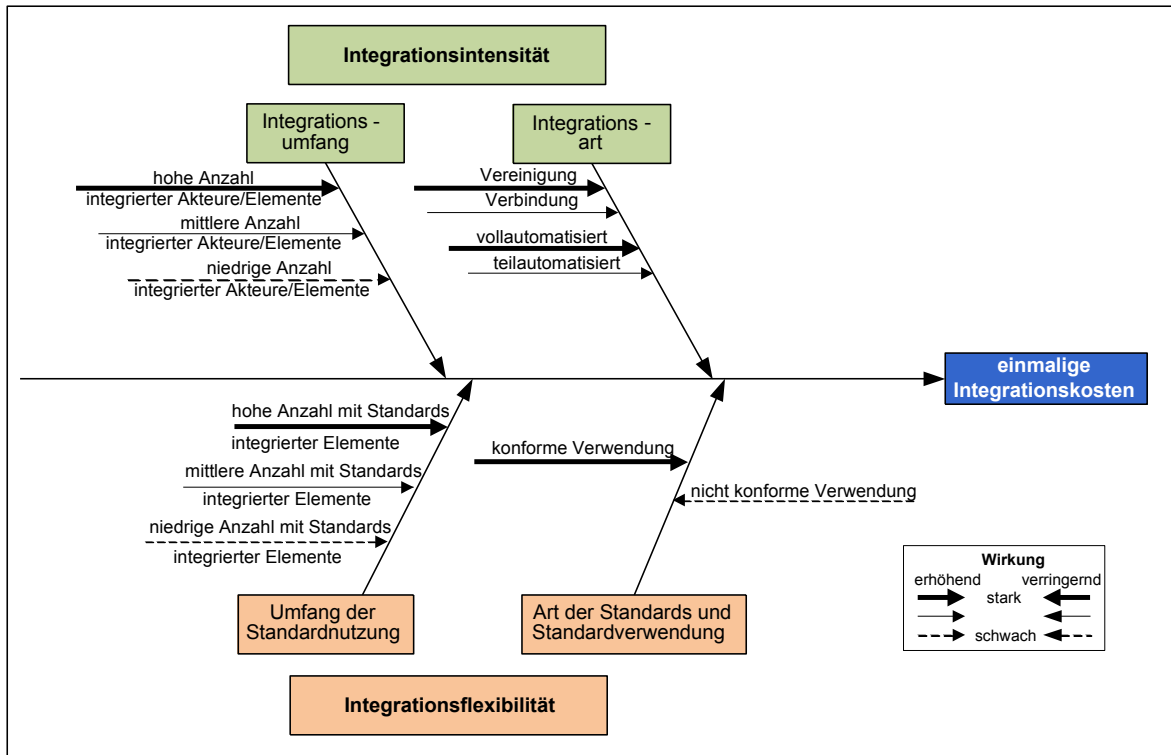 Integrationsintensität
Integrations -
umfang
Integrations -
art
hohe Anzahl
integrierter Akteure/Elemente
mittlere Anzahl
integrierter Akteure/Elemente
niedrige Anzahl
integrierter Akteure/Elemente
Vereinigung
Verbindung
vollautomatisiert
teilautomatisiert
einmalige
Integrationskosten
hohe Anzahl mit Standards
integrierter Elemente
mittlere Anzahl mit Standards
integrierter Elemente
niedrige Anzahl mit Standards
integrierter Elemente
konforme Verwendung
nicht konforme Verwendung
Umfang der
Standardnutzung
Art der Standards und
Standardverwendung
Integrationsflexibilität
Wirkung
erhöhend verringernd
stark
schwach